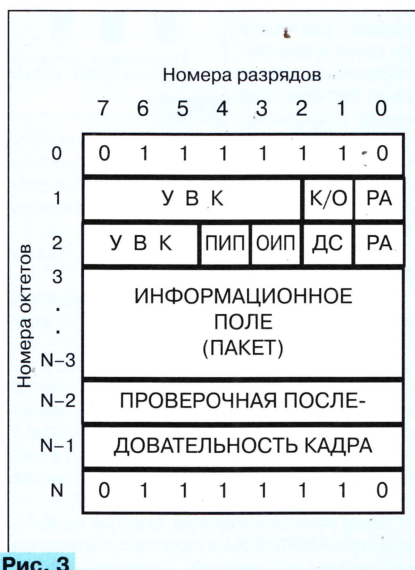 Номера разрядов
7 6 5 4 3 2 1 0
Номера октетов
0 0 1 1 1 1 1 1 0
1 У В К К/О РА
2 У В К ПИП ОИП ДС РА
3 ИНФОРМАЦИОННОЕ
. ПОЛЕ
. (ПАКЕТ)
N–3
N–2 ПРОВЕРОЧНАЯ ПОСЛЕ-
N–1 ДОВАТЕЛЬНОСТЬ КАДРА
N 0 1 1 1 1 1 1 0
Рис. 3